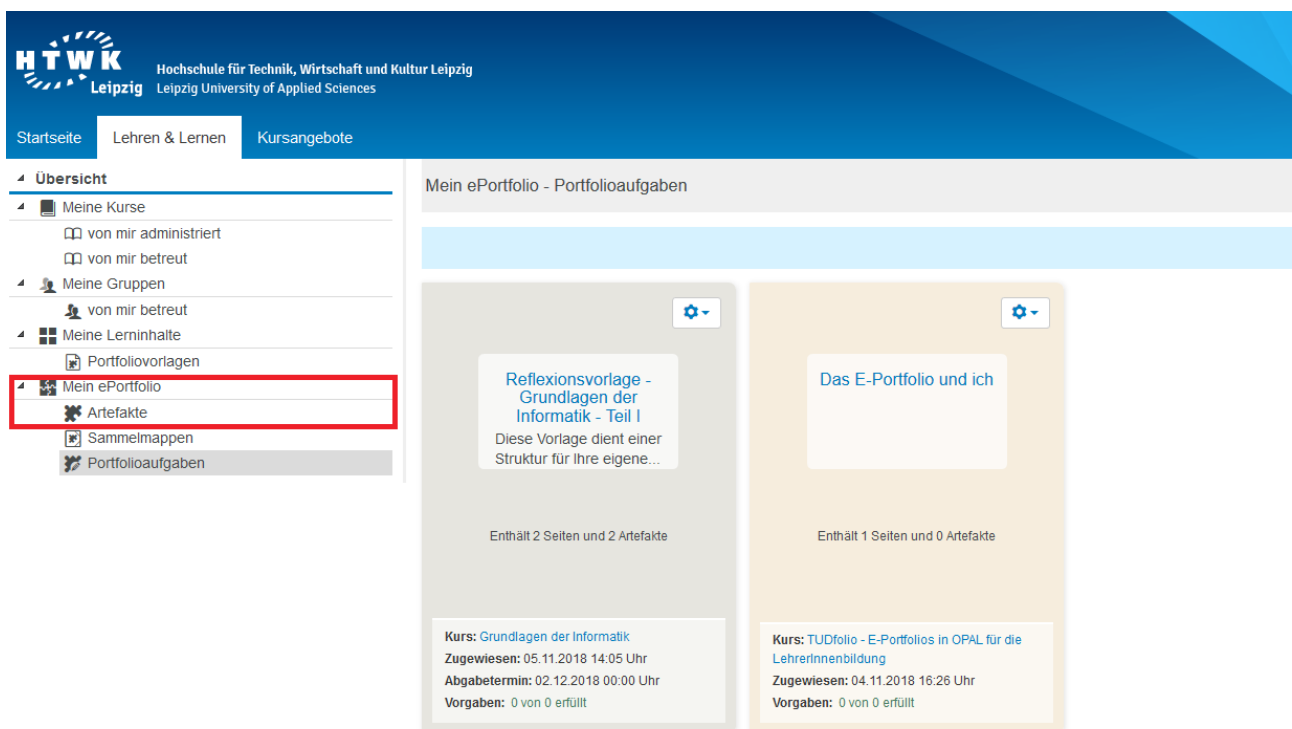 HTWK
Leipzig
Hochschule für Technik, Wirtschaft und Kultur Leipzig
Leipzig University of Applied Sciences
Startseite
Lehren & Lernen
Kursangebote
Übersicht
Meine Kurse
von mir administriert
von mir betreut
Meine Gruppen
von mir betreut
Meine Lerninhalte
Portfoliovorlagen
Mein ePortfolio
Artefakte
Sammelmappen
Portfolioaufgaben
Mein ePortfolio - Portfolioaufgaben
Reflexionsvorlage -
Grundlagen der
Informatik - Teil I
Diese Vorlage dient einer
Struktur für Ihre eigene...
Enthält 2 Seiten und 2 Artefakte
Kurs: Grundlagen der Informatik
Zugewiesen: 05.11.2018 14:05 Uhr
Abgabetermin: 02.12.2018 00:00 Uhr
Vorgaben: 0 von 0 erfüllt
Das E-Portfolio und ich
Enthält 1 Seiten und 0 Artefakte
Kurs: TUDfolio - E-Portfolios in OPAL für die
LehrerInnenbildung
Zugewiesen: 04.11.2018 16:26 Uhr
Vorgaben: 0 von 0 erfüllt